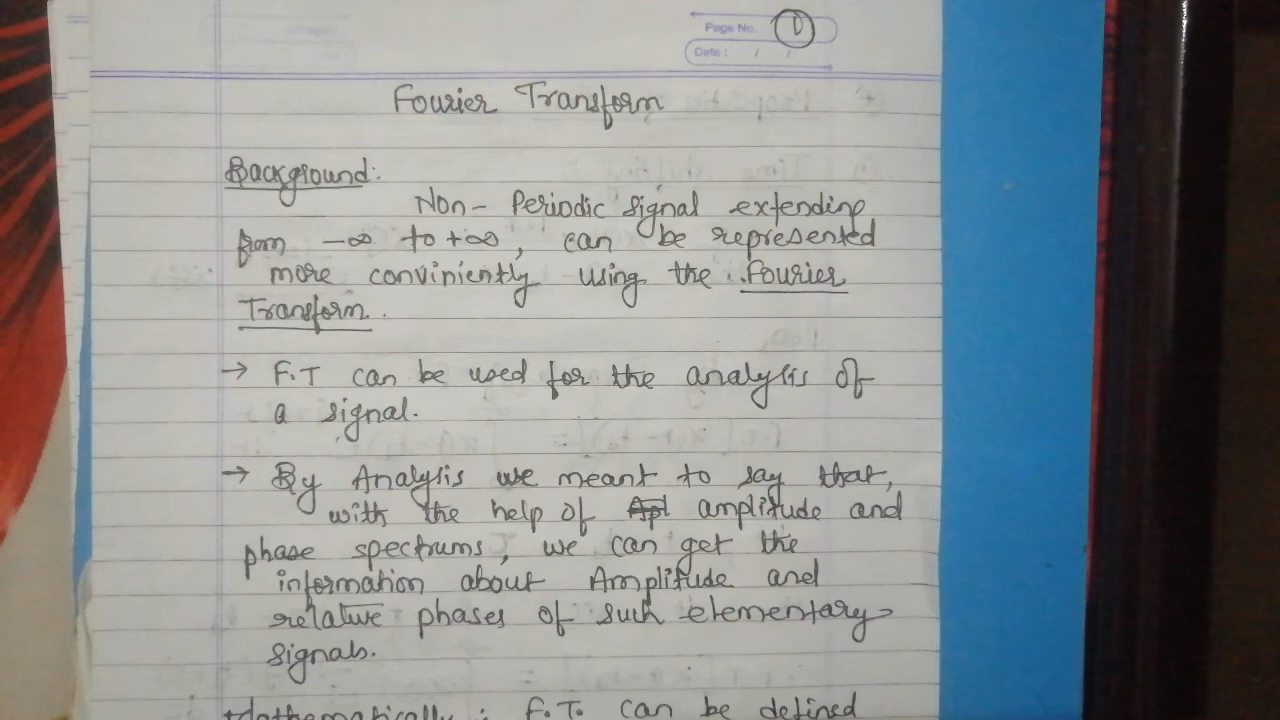 Page No. 1
Date : / /
Fourier Transform
Background:
Non-Periodic signal extending
from -∞ to +∞, can be represented
more conviniently using the Fourier
Transform.
→ F.T can be used for the analysis of
a signal.
→ By Analysis we meant to say that,
with the help of amplitude and
phase spectrums, we can get the
information about Amplitude and
relative phases of such elementary
signals.
Mathematically : F.T. can be defined